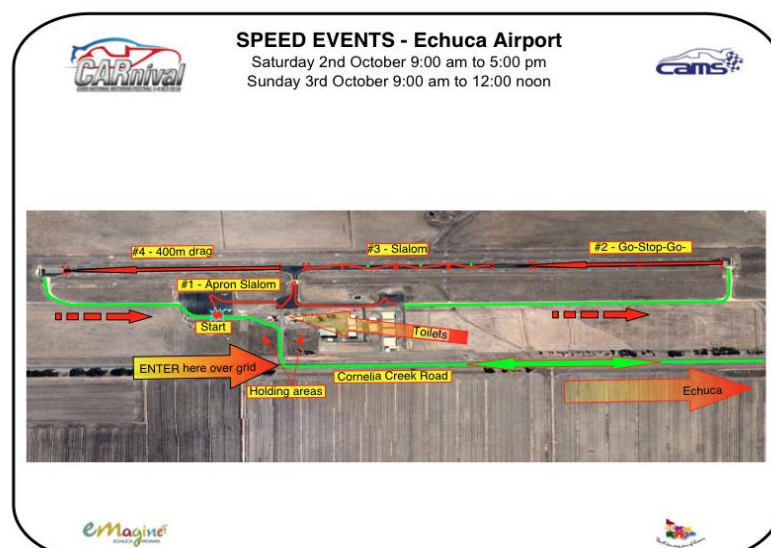 SPEED EVENTS - Echuca Airport
Saturday 2nd October 9:00 am to 5:00 pm
Sunday 3rd October 9:00 am to 12:00 noon
CARnival
cams
#4 - 400m drag
#3 - Slalom
#2 - Go-Stop-Go-
#1 - Apron Slalom
Start
Toilets
ENTER here over grid
Holding areas
Cornelia Creek Road
Echuca
eMagine
ECHUCA MOAMA